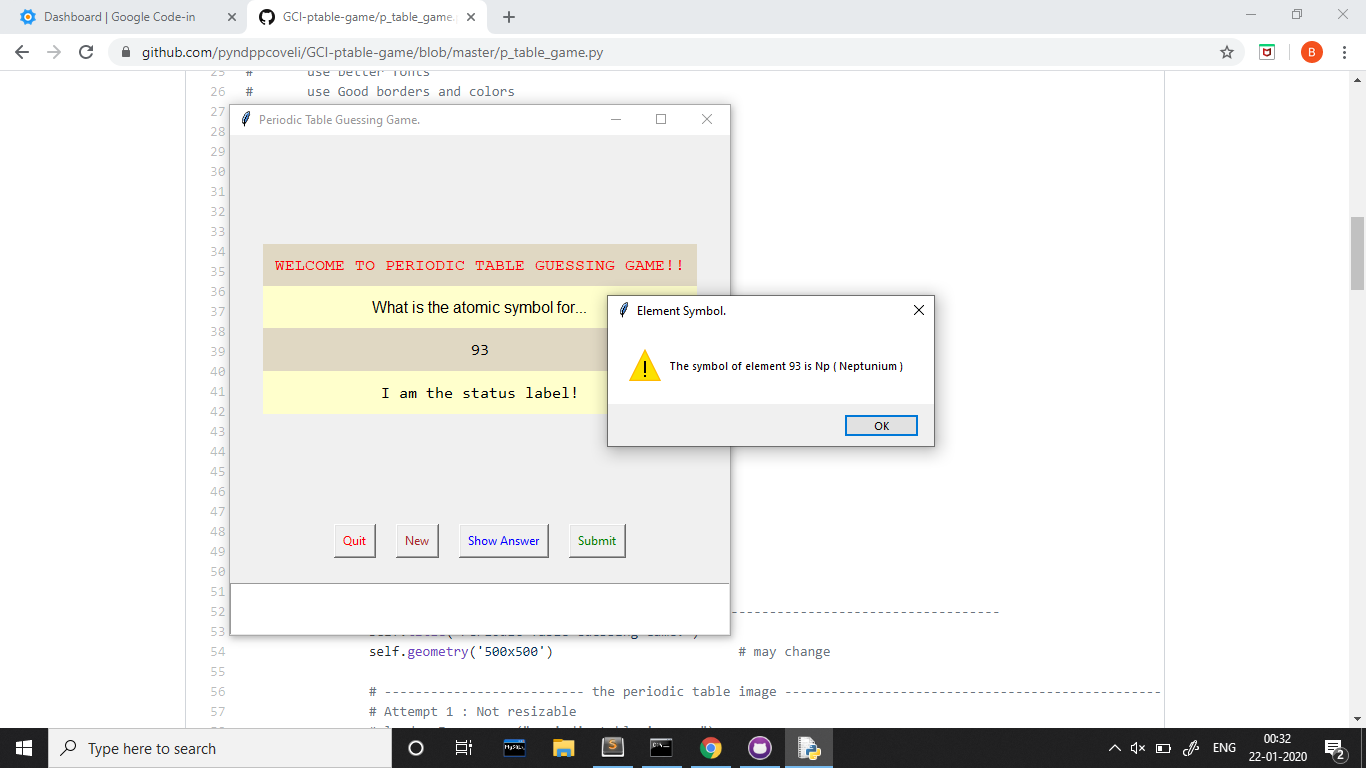 Dashboard | Google Code-in
GCI-ptable-game/p_table_game.
github.com/pyndppcoveli/GCI-ptable-game/blob/master/p_table_game.py
B
25 # use better fonts
26 # use Good borders and colors
27
28
29
30
31
32
33
34
35
36
37
38
39
40
41
42
43
44
45
46
47
48
49
50
51
52
53
54 self.geometry('500x500') # may change
55
56 # -------------------------- the periodic table image -------------------------------------------------
57 # Attempt 1 : Not resizable
Periodic Table Guessing Game.
WELCOME TO PERIODIC TABLE GUESSING GAME!!
What is the atomic symbol for...
93
I am the status label!
Quit
New
Show Answer
Submit
Element Symbol.
The symbol of element 93 is Np ( Neptunium )
OK
Type here to search
MySQL
ENG
00:32
22-01-2020
2